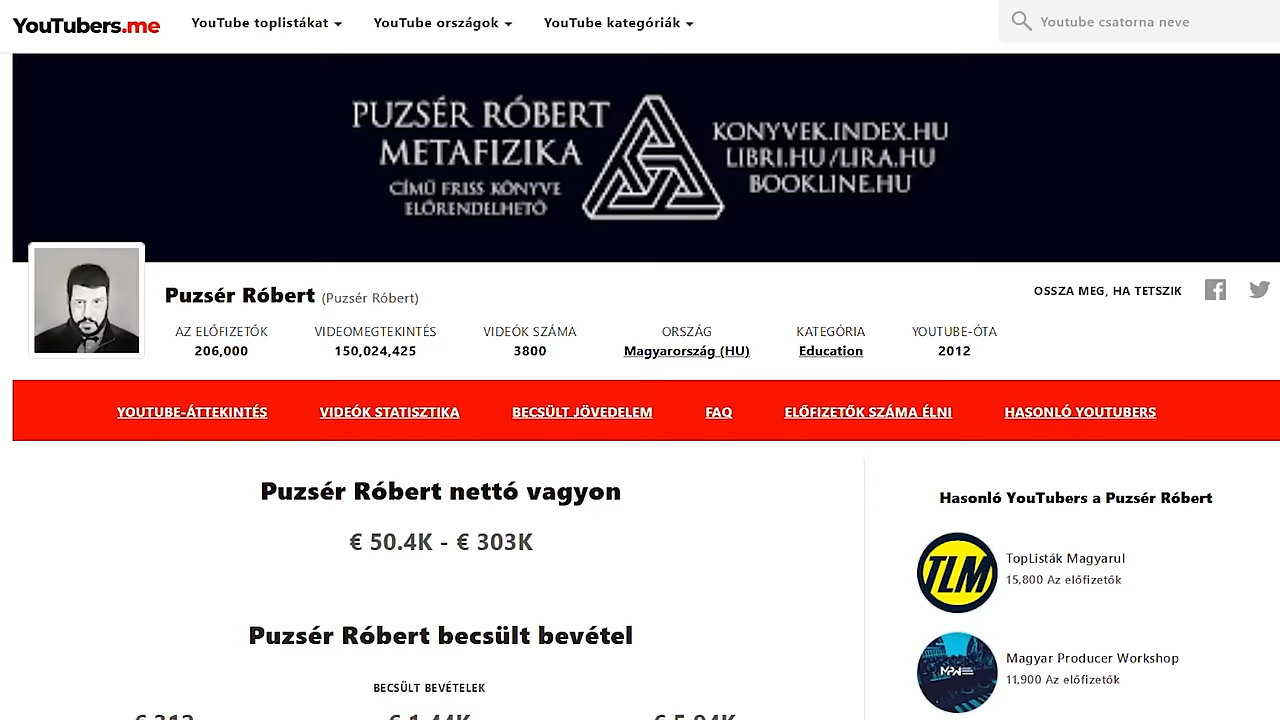 YouTubers.me
YouTube toplistákat
YouTube országok
YouTube kategóriák
Youtube csatorna neve
PUZSÉR RÓBERT
METAFIZIKA
CÍMŰ FRISS KÖNYVE
ELŐRENDELHETŐ
KONYVEK.INDEX.HU
LIBRI.HU/LIRA.HU
BOOKLINE.HU
Puzsér Róbert (Puzsér Róbert)
OSSZA MEG, HA TETSZIK
AZ ELŐFIZETŐK
206,000
VIDEOMEGTEKINTÉS
150,024,425
VIDEÓK SZÁMA
3800
ORSZÁG
Magyarország (HU)
KATEGÓRIA
Education
YOUTUBE-ÓTA
2012
YOUTUBE-ÁTTEKINTÉS
VIDEÓK STATISZTIKA
BECSÜLT JÖVEDELEM
FAQ
ELŐFIZETŐK SZÁMA ÉLNI
HASONLÓ YOUTUBERS
Puzsér Róbert nettó vagyon
€ 50.4K - € 303K
Puzsér Róbert becsült bevétel
BECSÜLT BEVÉTELEK
Hasonló YouTubers a Puzsér Róbert
TLM
TopListák Magyarul
15,800 Az előfizetők
MPW
Magyar Producer Workshop
11,900 Az előfizetők